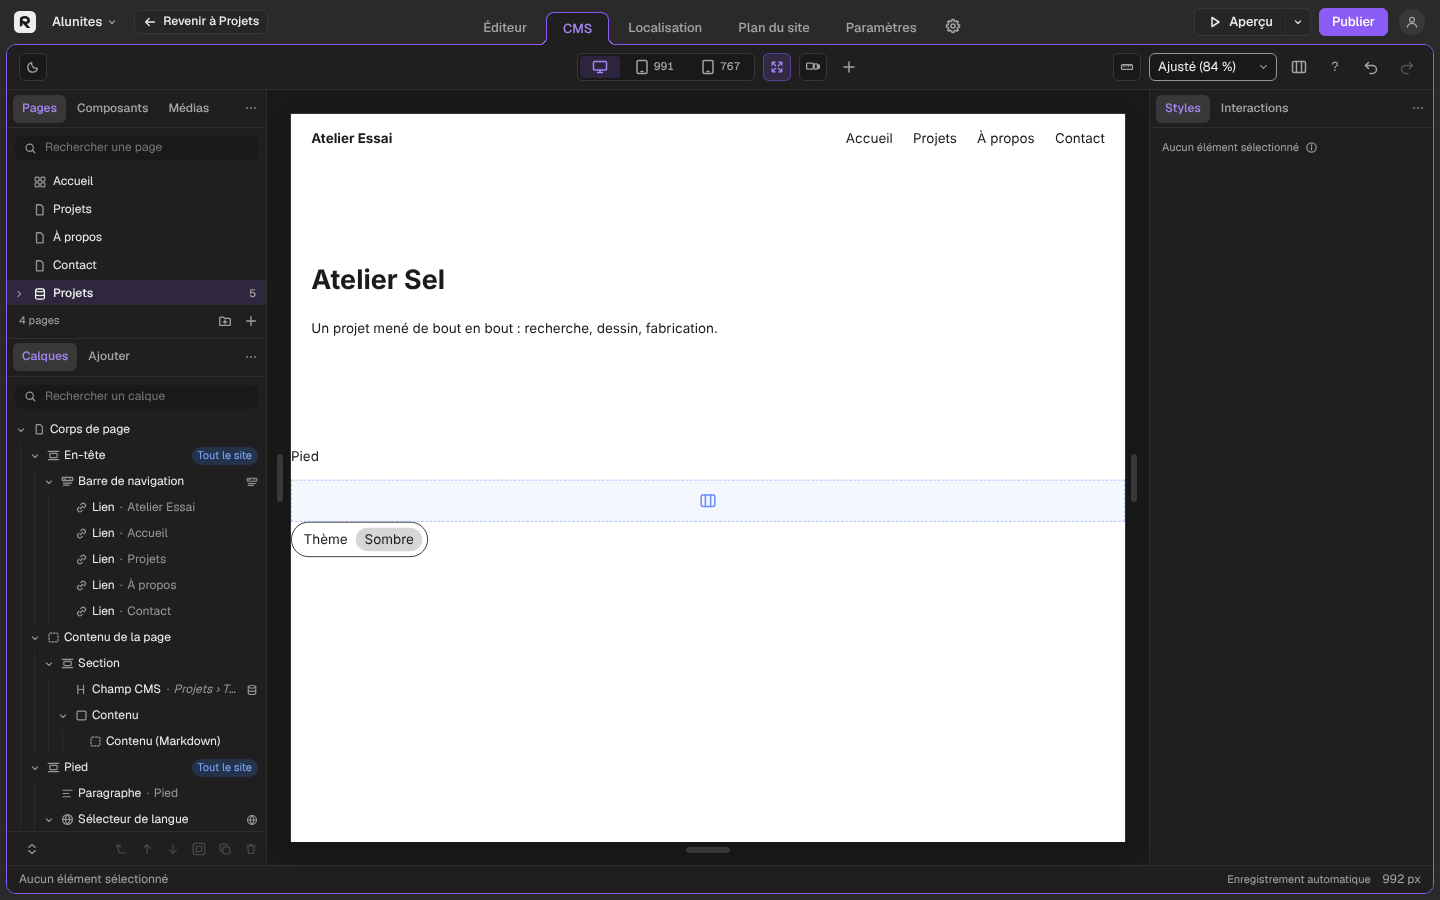 Alunites
Revenir à Projets
Éditeur
CMS
Localisation
Plan du site
Paramètres
Aperçu
Publier
991
767
Ajusté (84 %)
?
Pages
Composants
Médias
Rechercher une page
Accueil
Projets
À propos
Contact
Projets
5
4 pages
Calques
Ajouter
Rechercher un calque
Corps de page
En-tête
Tout le site
Barre de navigation
Lien · Atelier Essai
Lien · Accueil
Lien · Projets
Lien · À propos
Lien · Contact
Contenu de la page
Section
Champ CMS · Projets › T...
Contenu
Contenu (Markdown)
Pied
Tout le site
Paragraphe · Pied
Sélecteur de langue
Atelier Essai
Accueil
Projets
À propos
Contact
Atelier Sel
Un projet mené de bout en bout : recherche, dessin, fabrication.
Pied
Thème
Sombre
Styles
Interactions
Aucun élément sélectionné
Aucun élément sélectionné
Enregistrement automatique
992 px